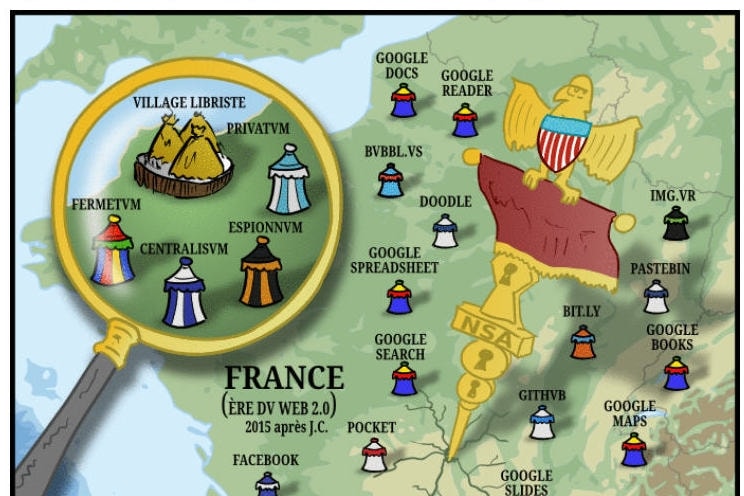 VILLAGE LIBRISTE
PRIVATVM
FERMETVM
CENTRALISVM
ESPIONNVM
GOOGLE
DOCS
GOOGLE
READER
BVBBL.VS
DOODLE
IMG.VR
GOOGLE
SPREADSHEET
PASTEBIN
NSA
BIT.LY
GOOGLE
SEARCH
GOOGLE
BOOKS
FRANCE
(ÈRE DV WEB 2.0)
2015 après J.C.
GITHVB
GOOGLE
MAPS
POCKET
FACEBOOK
GOOGLE
SLIDES